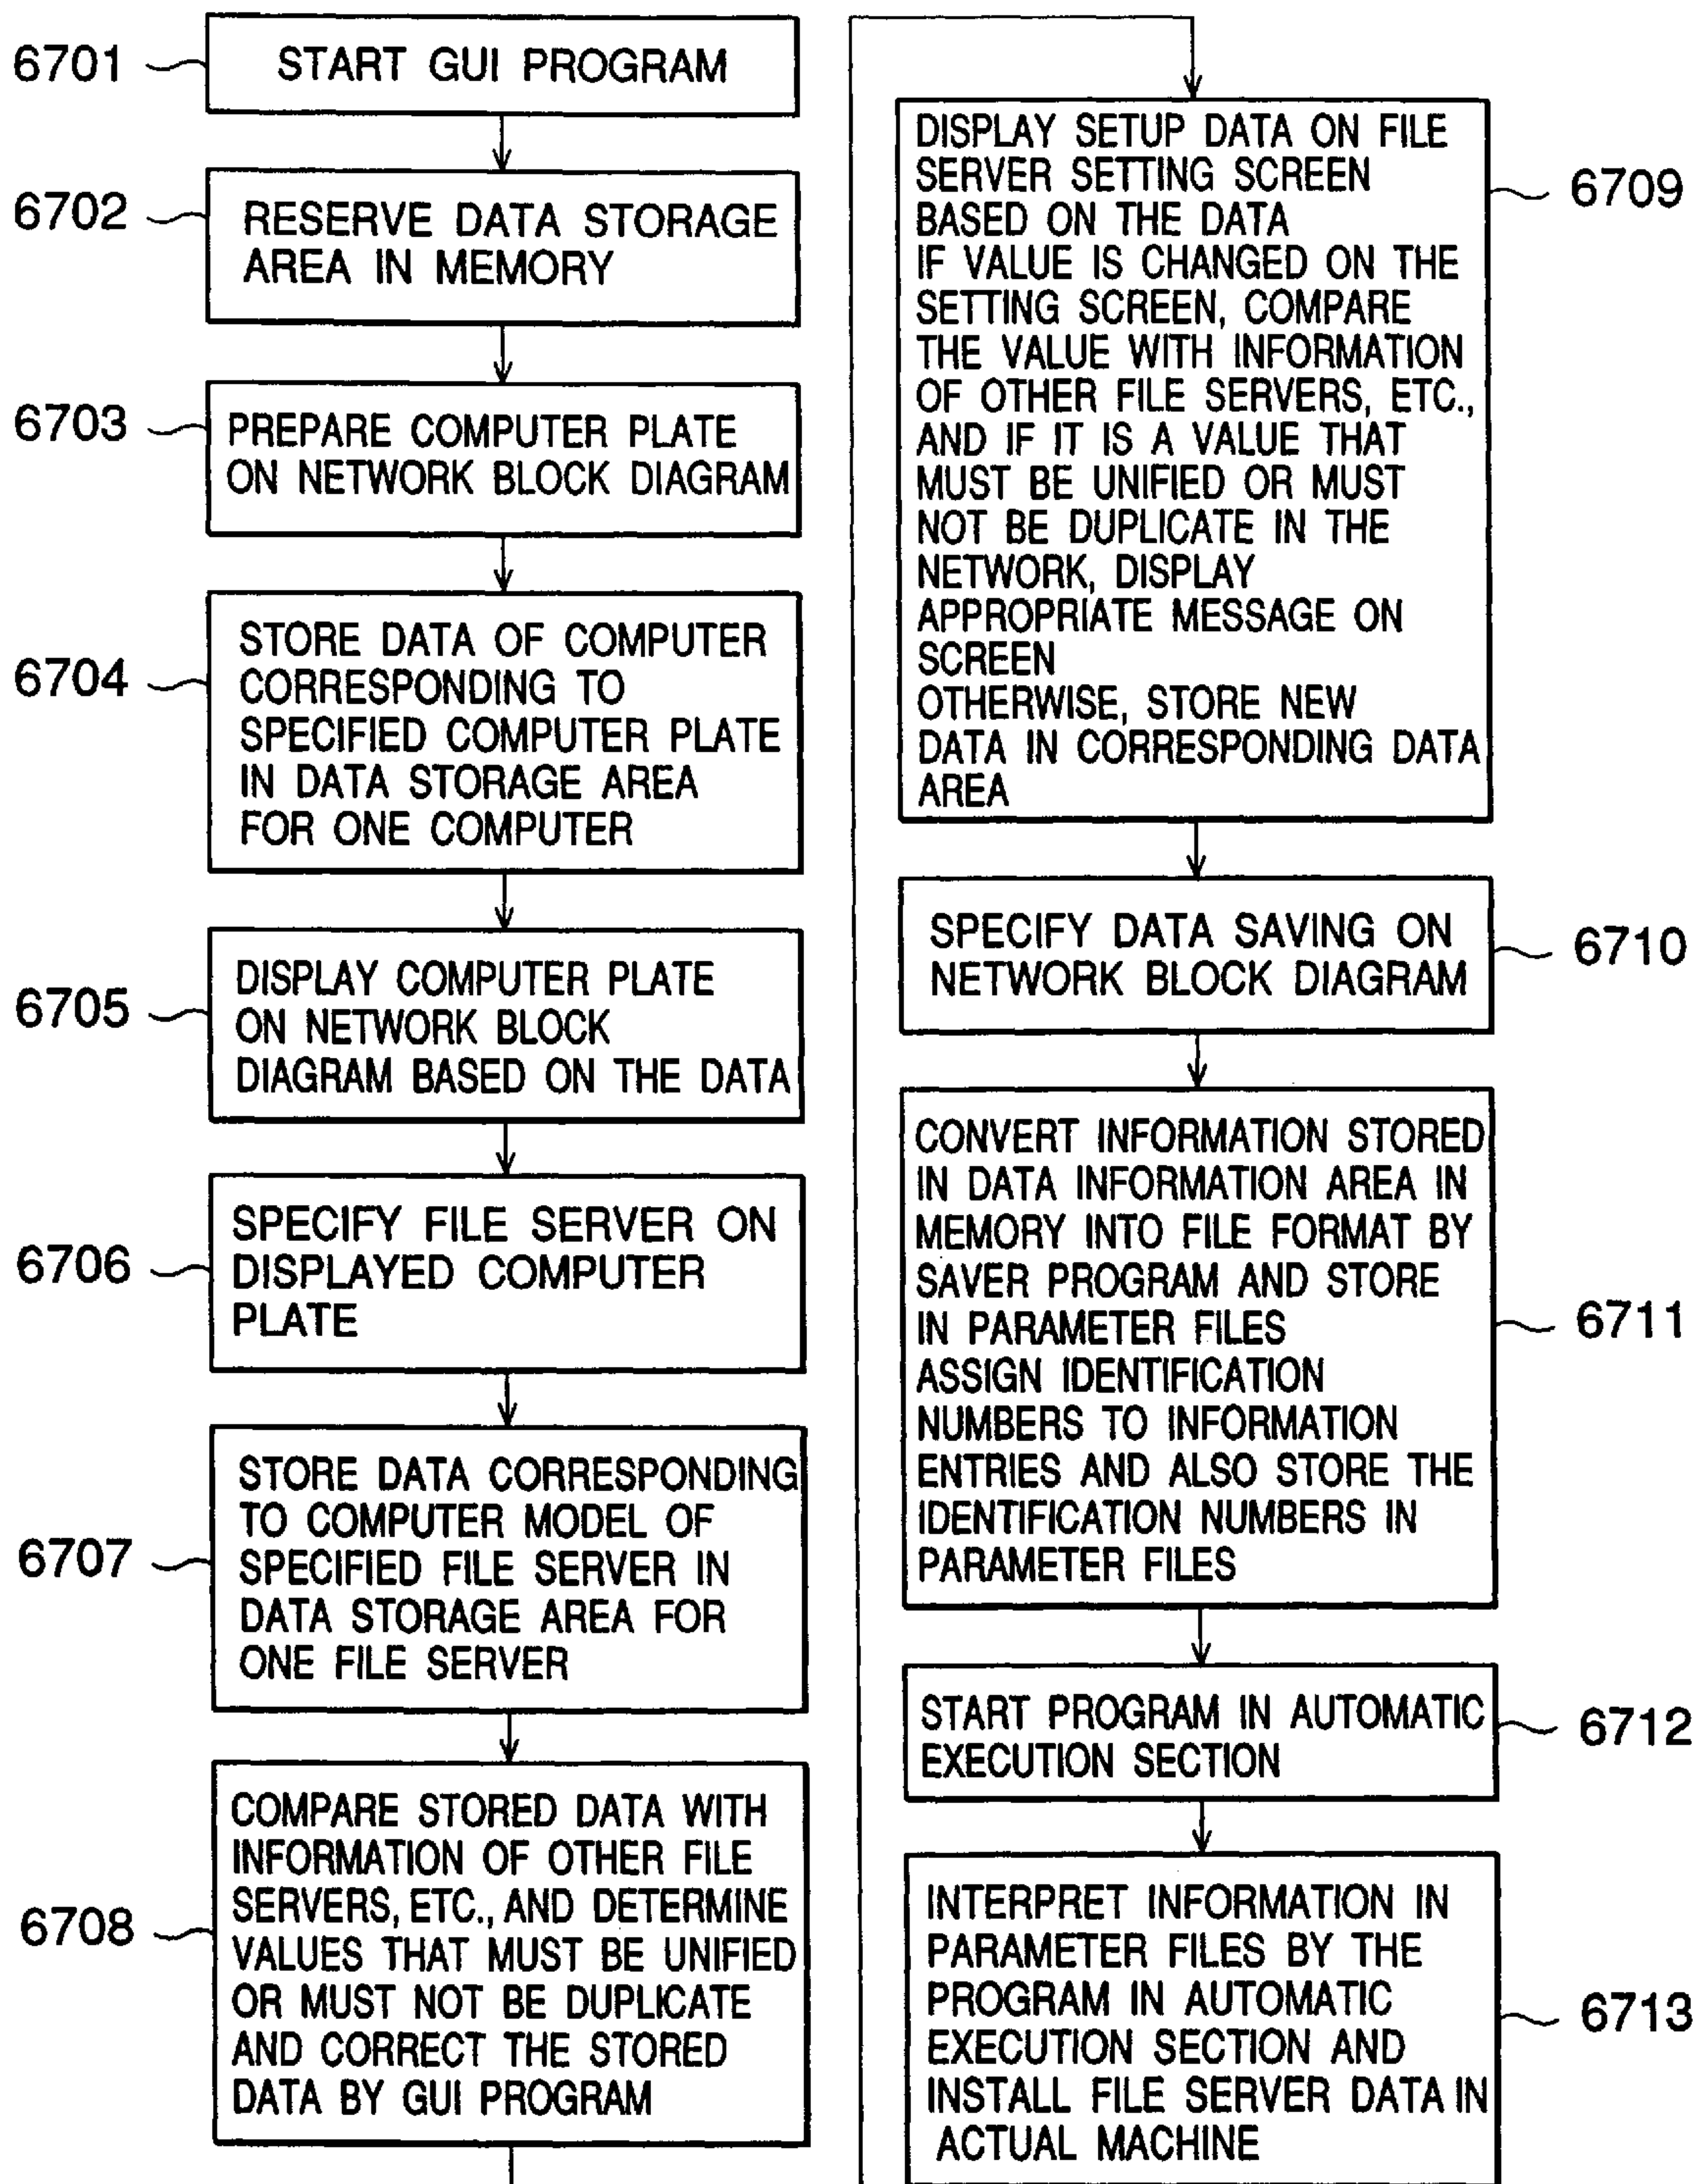 6701
START GUI PROGRAM
6702
RESERVE DATA STORAGE
AREA IN MEMORY
6703
PREPARE COMPUTER PLATE
ON NETWORK BLOCK DIAGRAM
6704
STORE DATA OF COMPUTER
CORRESPONDING TO
SPECIFIED COMPUTER PLATE
IN DATA STORAGE AREA
FOR ONE COMPUTER
6705
DISPLAY COMPUTER PLATE
ON NETWORK BLOCK
DIAGRAM BASED ON THE DATA
6706
SPECIFY FILE SERVER ON
DISPLAYED COMPUTER
PLATE
6707
STORE DATA CORRESPONDING
TO COMPUTER MODEL OF
SPECIFIED FILE SERVER IN
DATA STORAGE AREA FOR
ONE FILE SERVER
6708
COMPARE STORED DATA WITH
INFORMATION OF OTHER FILE
SERVERS, ETC., AND DETERMINE
VALUES THAT MUST BE UNIFIED
OR MUST NOT BE DUPLICATE
AND CORRECT THE STORED
DATA BY GUI PROGRAM
DISPLAY SETUP DATA ON FILE
SERVER SETTING SCREEN
BASED ON THE DATA
IF VALUE IS CHANGED ON THE
SETTING SCREEN, COMPARE
THE VALUE WITH INFORMATION
OF OTHER FILE SERVERS, ETC.,
AND IF IT IS A VALUE THAT
MUST BE UNIFIED OR MUST
NOT BE DUPLICATE IN THE
NETWORK, DISPLAY
APPROPRIATE MESSAGE ON
SCREEN
OTHERWISE, STORE NEW
DATA IN CORRESPONDING DATA
AREA
6709
SPECIFY DATA SAVING ON
NETWORK BLOCK DIAGRAM
6710
CONVERT INFORMATION STORED
IN DATA INFORMATION AREA IN
MEMORY INTO FILE FORMAT BY
SAVER PROGRAM AND STORE
IN PARAMETER FILES
ASSIGN IDENTIFICATION
NUMBERS TO INFORMATION
ENTRIES AND ALSO STORE THE
IDENTIFICATION NUMBERS IN
PARAMETER FILES
6711
START PROGRAM IN AUTOMATIC
EXECUTION SECTION
6712
INTERPRET INFORMATION IN
PARAMETER FILES BY THE
PROGRAM IN AUTOMATIC
EXECUTION SECTION AND
INSTALL FILE SERVER DATA IN
ACTUAL MACHINE
6713